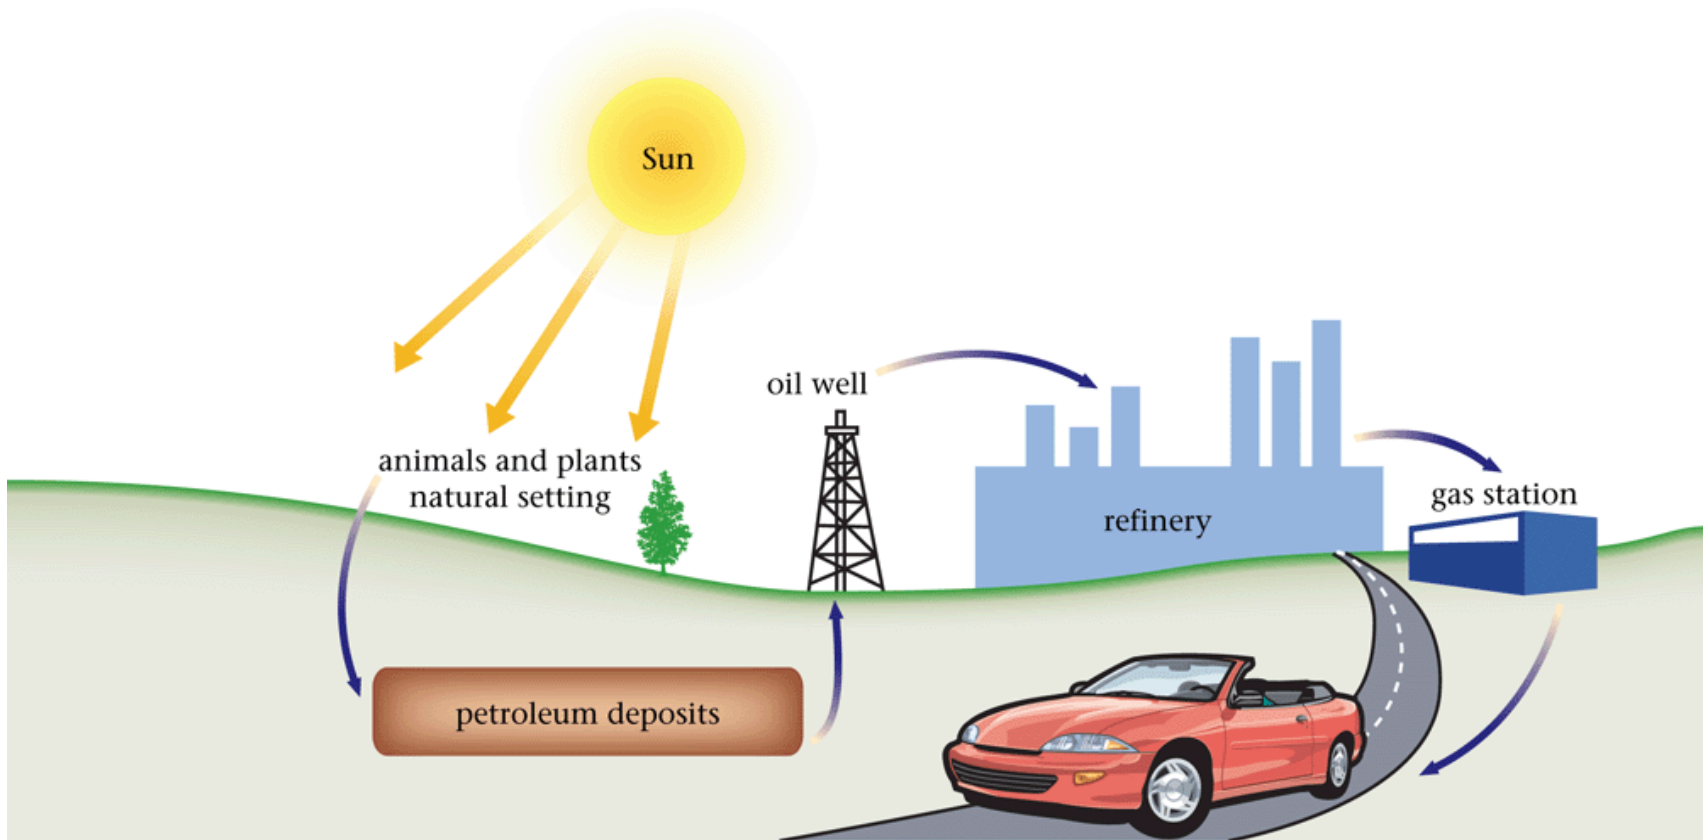 Sun
oil well
animals and plants
natural setting
gas station
refinery
petroleum deposits